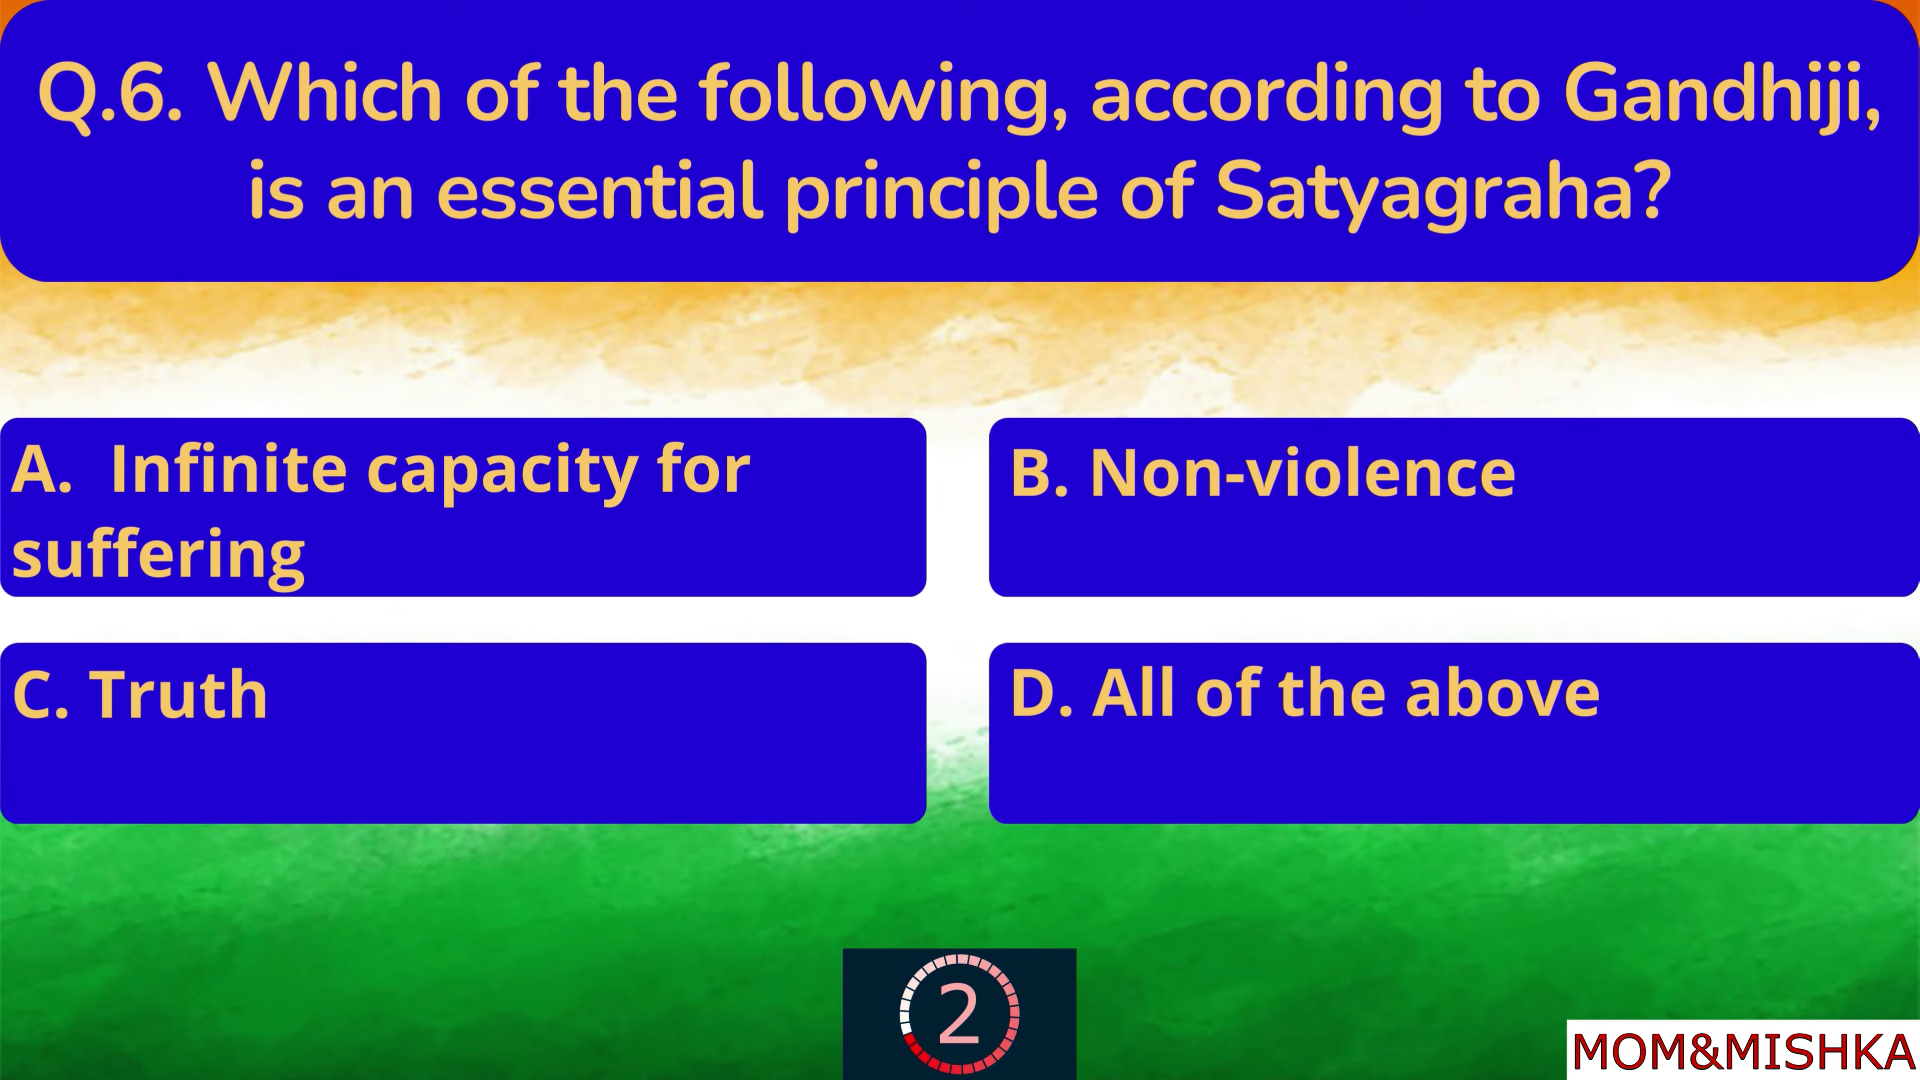 Q.6. Which of the following, according to Gandhiji,
is an essential principle of Satyagraha?
A. Infinite capacity for
suffering
B. Non-violence
C. Truth
D. All of the above
2
MOM&MISHKA